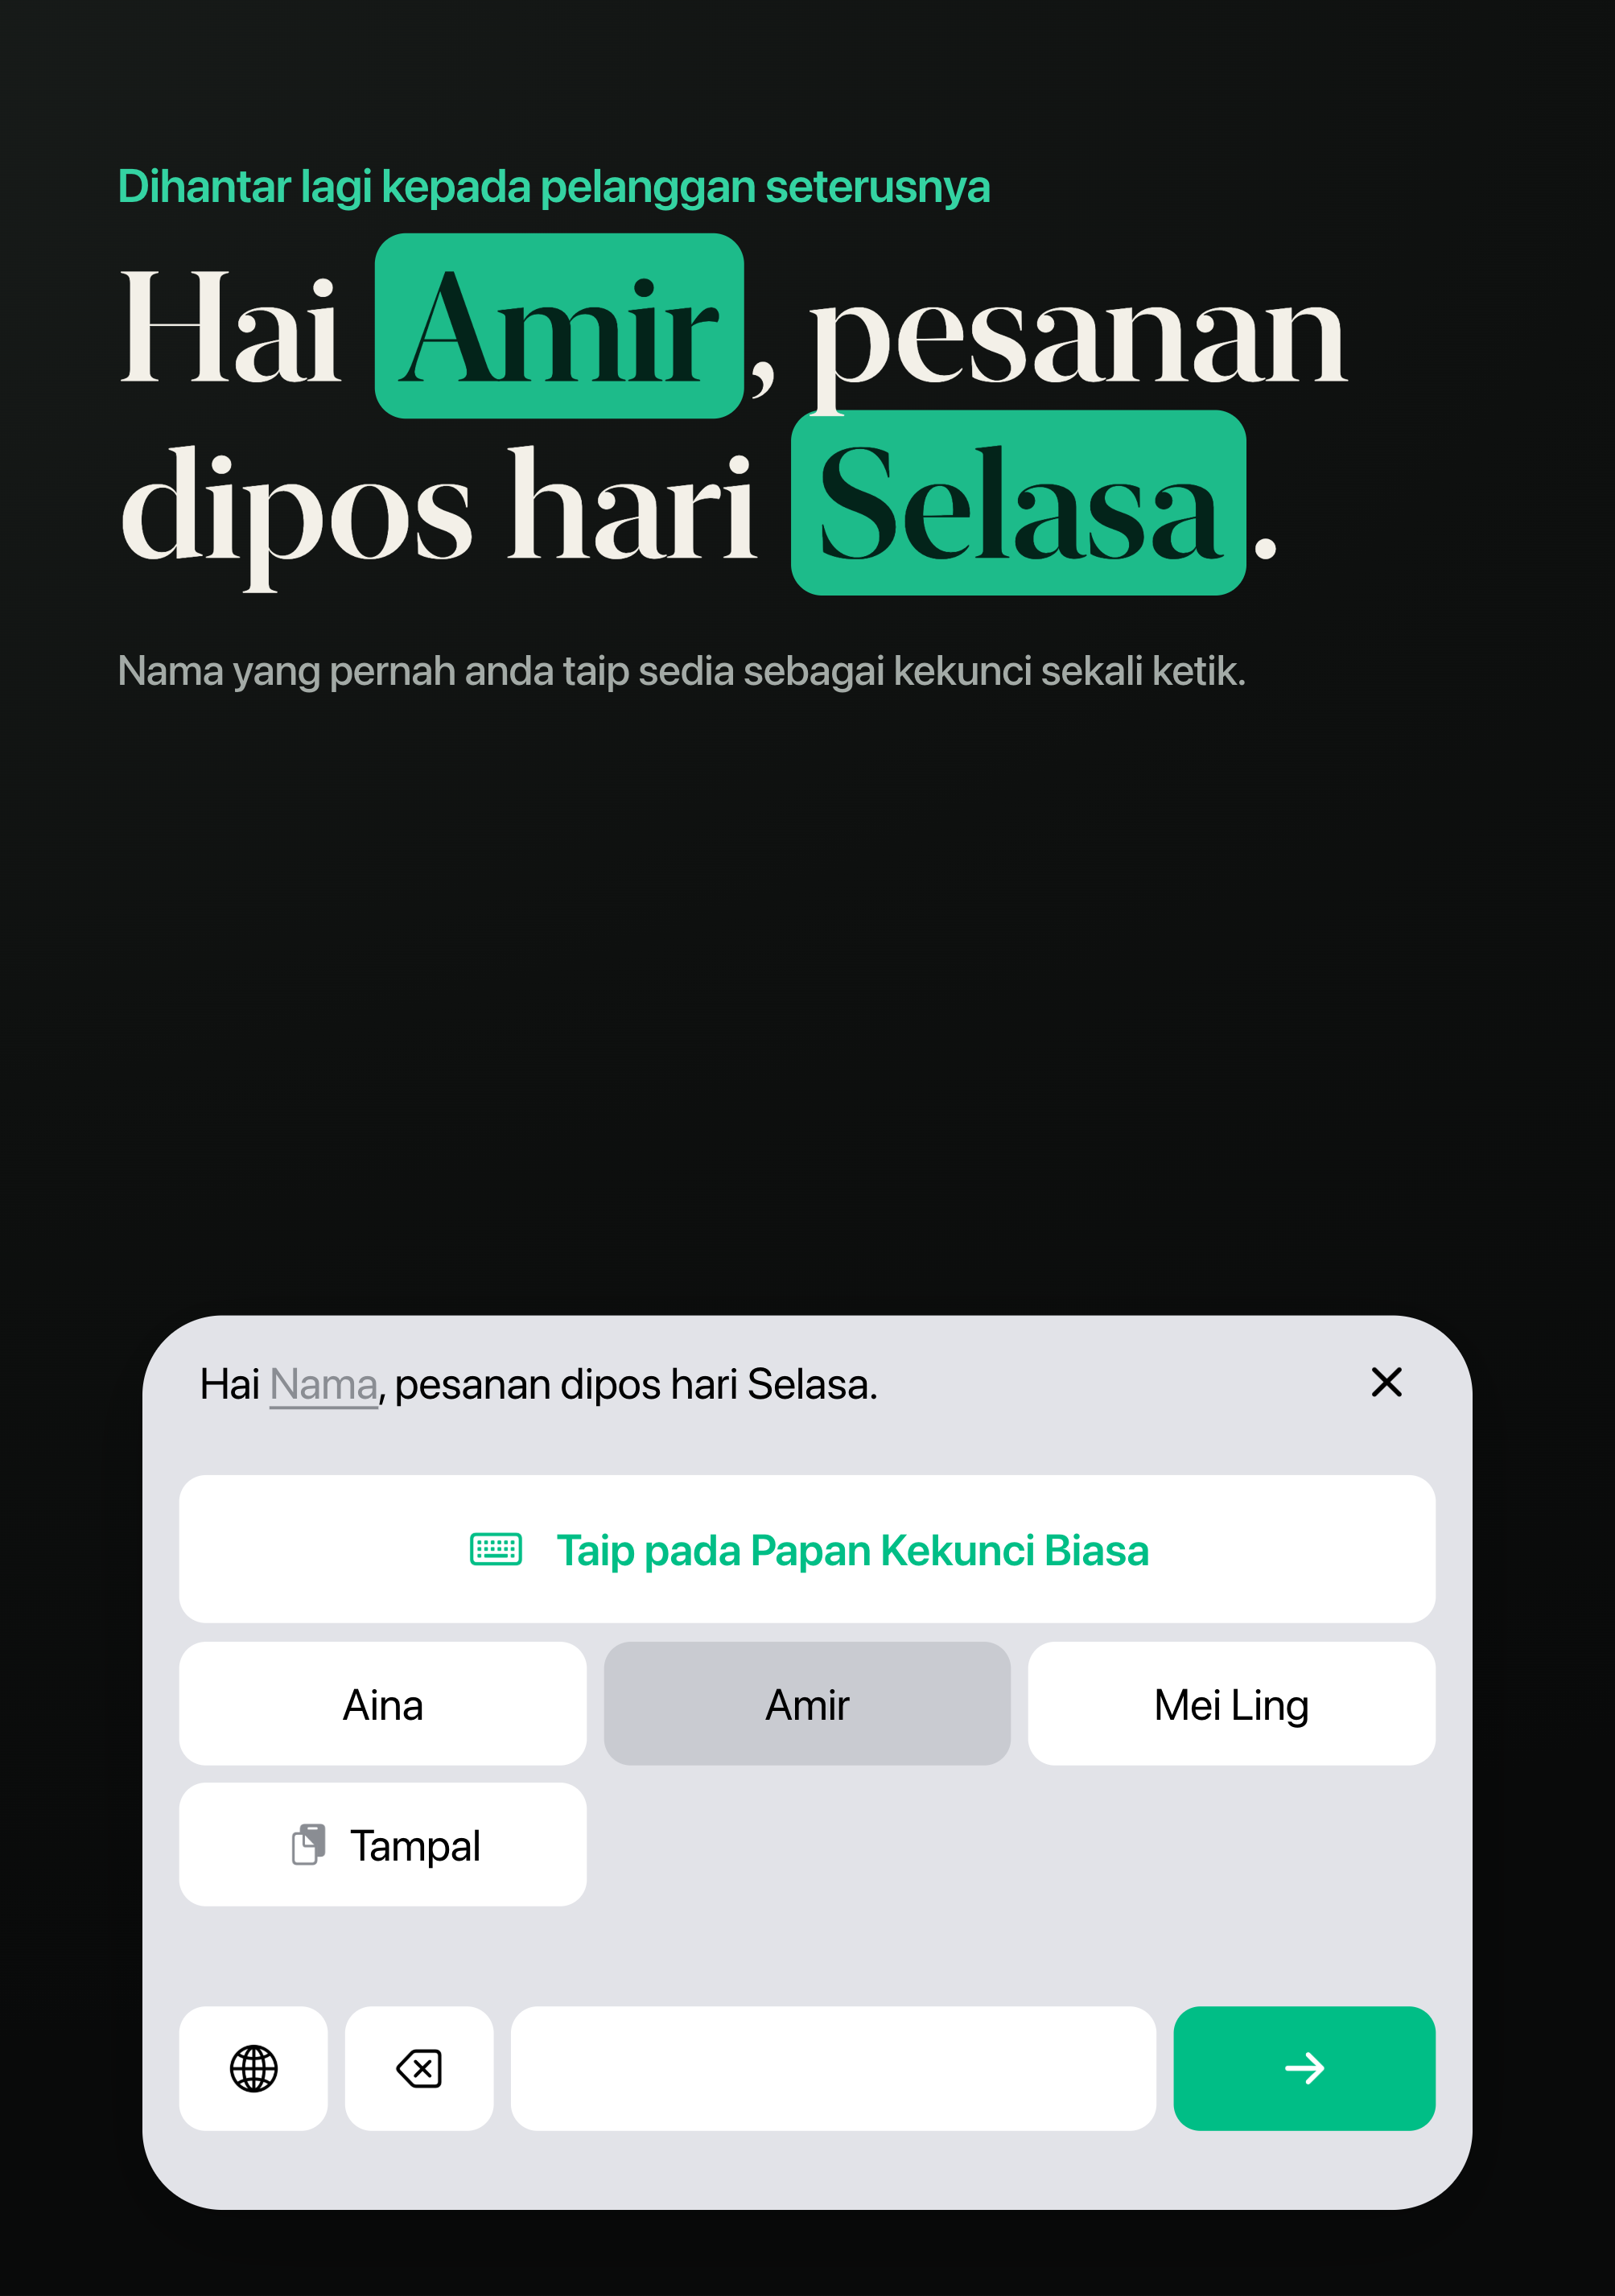 Dihantar lagi kepada pelanggan seterusnya
Hai Amir, pesanan
dipos hari Selasa.
Nama yang pernah anda taip sedia sebagai kekunci sekali ketik.
Hai Nama, pesanan dipos hari Selasa.
Taip pada Papan Kekunci Biasa
Aina
Amir
Mei Ling
Tampal